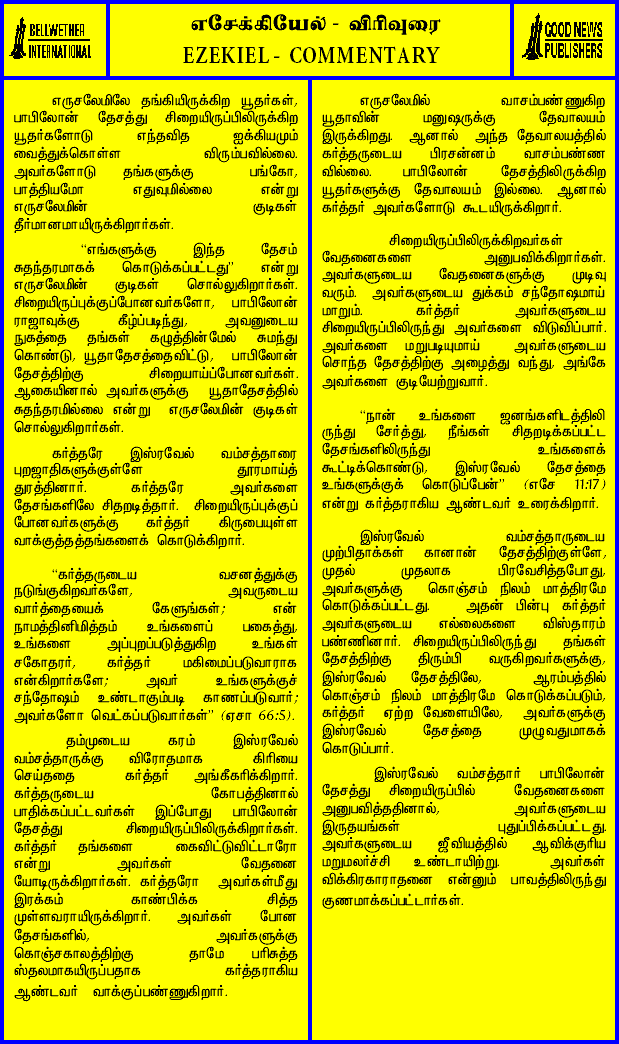 BELLWETHER
INTERNATIONAL
எசேக்கியேல் - விரிவுரை
EZEKIEL - COMMENTARY
GOOD NEWS
PUBLISHERS
எருசலேமிலே தங்கியிருக்கிற யூதர்கள்,
பாபிலோன் தேசத்து சிறையிருப்பிலிருக்கிற
யூதர்களோடு எந்தவித ஐக்கியமும்
வைத்துக்கொள்ள விரும்பவில்லை.
அவர்களோடு தங்களுக்கு பங்கோ,
பாத்தியமோ எதுவுமில்லை என்று
எருசலேமின் குடிகள்
தீர்மானமாயிருக்கிறார்கள்.
“எங்களுக்கு இந்த தேசம்
சுதந்தரமாகக் கொடுக்கப்பட்டது” என்று
எருசலேமின் குடிகள் சொல்லுகிறார்கள்.
சிறையிருப்புக்குப்போனவர்களோ, பாபிலோன்
ராஜாவுக்கு கீழ்ப்படிந்து, அவனுடைய
நுகத்தை தங்கள் கழுத்தின்மேல் சுமந்து
கொண்டு, யூதாதேசத்தைவிட்டு, பாபிலோன்
தேசத்திற்கு சிறையாய்ப்போனவர்கள்.
ஆகையினால் அவர்களுக்கு யூதாதேசத்தில்
சுதந்தரமில்லை என்று எருசலேமின் குடிகள்
சொல்லுகிறார்கள்.
கர்த்தரே இஸ்ரவேல் வம்சத்தாரை
புறஜாதிகளுக்குள்ளே தூரமாய்த்
துரத்தினார். கர்த்தரே அவர்களை
தேசங்களிலே சிதறடித்தார். சிறையிருப்புக்குப்
போனவர்களுக்கு கர்த்தர் கிருபையுள்ள
வாக்குத்தத்தங்களைக் கொடுக்கிறார்.
“கர்த்தருடைய வசனத்துக்கு
நடுங்குகிறவர்களே, அவருடைய
வார்த்தையைக் கேளுங்கள்; என்
நாமத்தினிமித்தம் உங்களைப் பகைத்து,
உங்களை அப்புறப்படுத்துகிற உங்கள்
சகோதரர், கர்த்தர் மகிமைப்படுவாராக
என்கிறார்களே; அவர் உங்களுக்குச்
சந்தோஷம் உண்டாகும்படி காணப்படுவார்;
அவர்களோ வெட்கப்படுவார்கள்” (ஏசா 66:5).
தம்முடைய கரம் இஸ்ரவேல்
வம்சத்தாருக்கு விரோதமாக கிரியை
செய்ததை கர்த்தர் அங்கீகரிக்கிறார்.
கர்த்தருடைய கோபத்தினால்
பாதிக்கப்பட்டவர்கள் இப்போது பாபிலோன்
தேசத்து சிறையிருப்பிலிருக்கிறார்கள்.
கர்த்தர் தங்களை கைவிட்டுவிட்டாரோ
என்று அவர்கள் வேதனை
யோடிருக்கிறார்கள். கர்த்தரோ அவர்கள்மீது
இரக்கம் காண்பிக்க சித்த
முள்ளவராயிருக்கிறார். அவர்கள் போன
தேசங்களில், அவர்களுக்கு
கொஞ்சகாலத்திற்கு தாமே பரிசுத்த
ஸ்தலமாகயிருப்பதாக கர்த்தராகிய
ஆண்டவர் வாக்குப்பண்ணுகிறார்.
எருசலேமில் வாசம்பண்ணுகிற
யூதாவின் மனுஷருக்கு தேவாலயம்
இருக்கிறது. ஆனால் அந்த தேவாலயத்தில்
கர்த்தருடைய பிரசன்னம் வாசம்பண்ண
வில்லை. பாபிலோன் தேசத்திலிருக்கிற
யூதர்களுக்கு தேவாலயம் இல்லை. ஆனால்
கர்த்தர் அவர்களோடு கூடயிருக்கிறார்.
சிறையிருப்பிலிருக்கிறவர்கள்
வேதனைகளை அனுபவிக்கிறார்கள்.
அவர்களுடைய வேதனைகளுக்கு முடிவு
வரும். அவர்களுடைய துக்கம் சந்தோஷமாய்
மாறும். கர்த்தர் அவர்களுடைய
சிறையிருப்பிலிருந்து அவர்களை விடுவிப்பார்.
அவர்களை மறுபடியுமாய் அவர்களுடைய
சொந்த தேசத்திற்கு அழைத்து வந்து, அங்கே
அவர்களை குடியேற்றுவார்.
“நான் உங்களை ஜனங்களிடத்திலி
ருந்து சேர்த்து, நீங்கள் சிதறடிக்கப்பட்ட
தேசங்களிலிருந்து உங்களைக்
கூட்டிக்கொண்டு, இஸ்ரவேல் தேசத்தை
உங்களுக்குக் கொடுப்பேன்” (எசே 11:17)
என்று கர்த்தராகிய ஆண்டவர் உரைக்கிறார்.
இஸ்ரவேல் வம்சத்தாருடைய
முற்பிதாக்கள் கானான் தேசத்திற்குள்ளே,
முதல் முதலாக பிரவேசித்தபோது,
அவர்களுக்கு கொஞ்சம் நிலம் மாத்திரமே
கொடுக்கப்பட்டது. அதன் பின்பு கர்த்தர்
அவர்களுடைய எல்லைகளை விஸ்தாரம்
பண்ணினார். சிறையிருப்பிலிருந்து தங்கள்
தேசத்திற்கு திரும்பி வருகிறவர்களுக்கு,
இஸ்ரவேல் தேசத்திலே, ஆரம்பத்தில்
கொஞ்சம் நிலம் மாத்திரமே கொடுக்கப்படும்,
கர்த்தர் ஏற்ற வேளையிலே, அவர்களுக்கு
இஸ்ரவேல் தேசத்தை முழுவதுமாகக்
கொடுப்பார்.
இஸ்ரவேல் வம்சத்தார் பாபிலோன்
தேசத்து சிறையிருப்பில் வேதனைகளை
அனுபவித்ததினால், அவர்களுடைய
இருதயங்கள் புதுப்பிக்கப்பட்டது.
அவர்களுடைய ஜீவியத்தில் ஆவிக்குரிய
மறுமலர்ச்சி உண்டாயிற்று. அவர்கள்
விக்கிரகாராதனை என்னும் பாவத்திலிருந்து
குணமாக்கப்பட்டார்கள்.